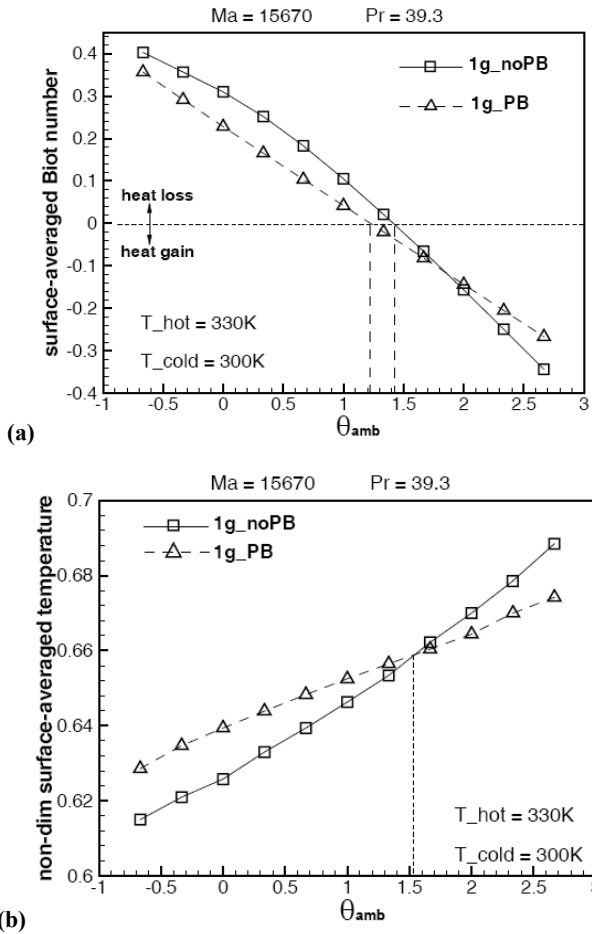 Ma = 15670 Pr = 39.3
surface-averaged Biot number
0.4
0.3
0.2
0.1
0
-0.1
-0.2
-0.3
-0.4
1g_noPB
1g_PB
heat loss
heat gain
T_hot = 330K
T_cold = 300K
-1 -0.5 0 0.5 1 1.5 2 2.5 3
θamb
(a)
Ma = 15670 Pr = 39.3
non-dim surface-averaged temperature
0.7
0.68
0.66
0.64
0.62
0.6
1g_noPB
1g_PB
T_hot = 330K
T_cold = 300K
-1 -0.5 0 0.5 1 1.5 2 2.5 3
θamb
(b)